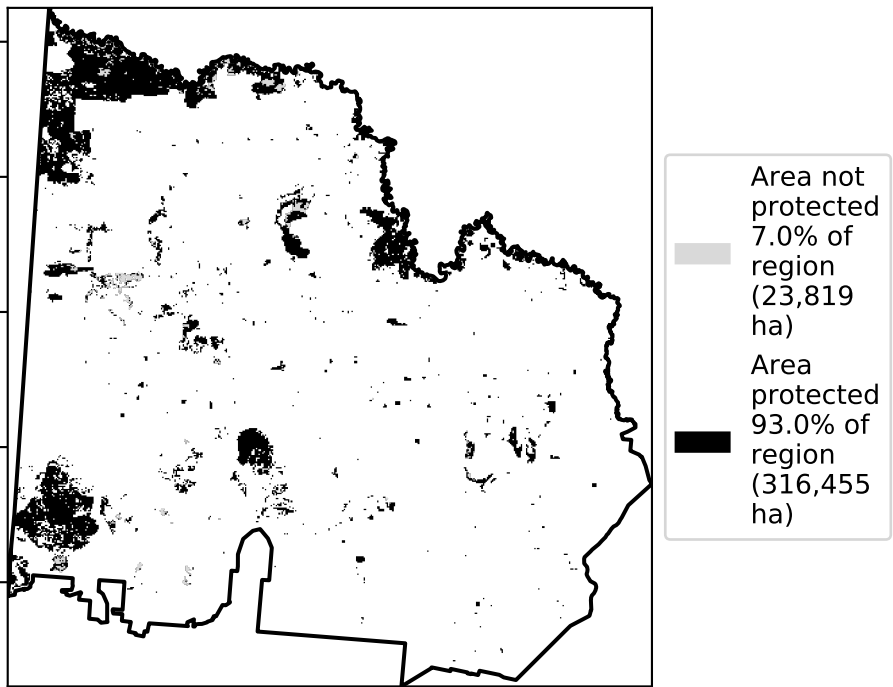 Area not
protected
7.0% of
region
(23,819
ha)
Area
protected
93.0% of
region
(316,455
ha)